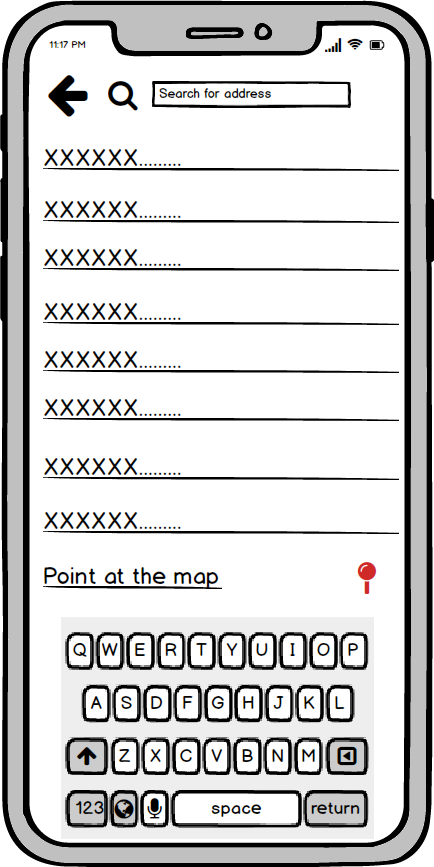 11:17 PM
Search for address
XXXXXX.........
XXXXXX.........
XXXXXX.........
XXXXXX.........
XXXXXX.........
XXXXXX.........
XXXXXX.........
XXXXXX.........
Point at the map
Q W E R T Y U I O P
A S D F G H J K L
Z X C V B N M
123 space return